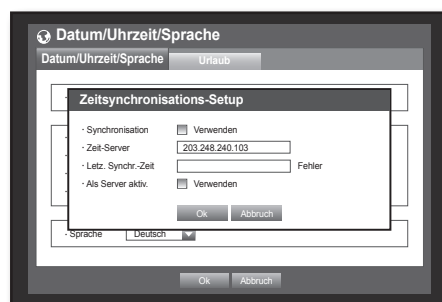 Datum/Uhrzeit/Sprache
Datum/Uhrzeit/Sprache Urlaub
Zeitsynchronisations-Setup
· Synchronisation Verwenden
· Zeit-Server 203.248.240.103
· Letz. Synchr.-Zeit Fehler
· Als Server aktiv. Verwenden
Ok Abbruch
· Sprache Deutsch
Ok Abbruch